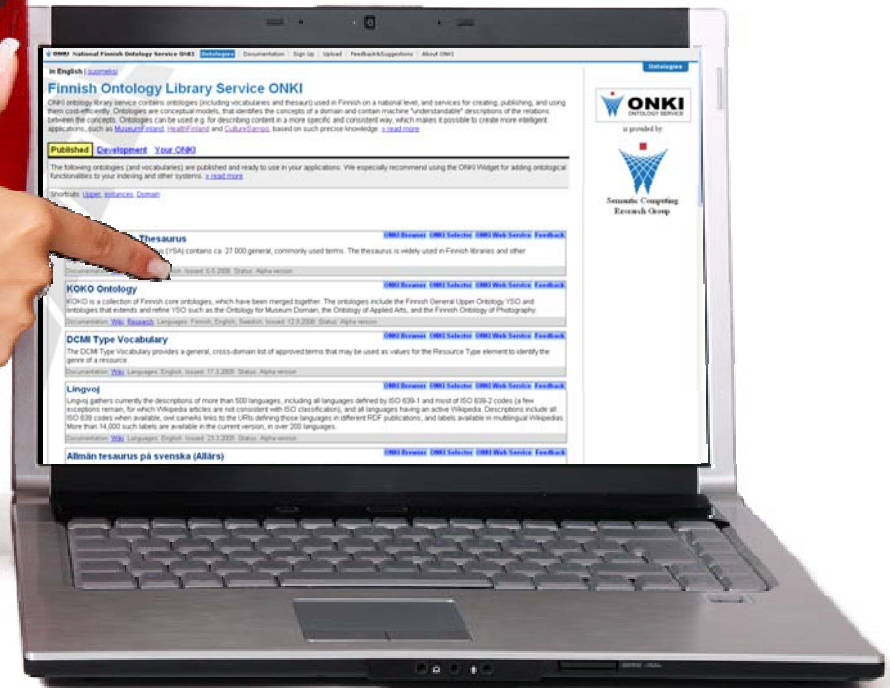 ONKI National Finnish Ontology Service ONKI Ontologies | Documentation | Sign Up | Upload | Feedback&Suggestions | About ONKI
Ontologies
In English | suomeksi
Finnish Ontology Library Service ONKI
ONKI ontology library service contains ontologies (including vocabularies and thesauri) used in Finnish on a national level, and services for creating, publishing, and using
them cost-efficiently. Ontologies are conceptual models, that identifies the concepts of a domain and contain machine "understandable" descriptions of the relations
between the concepts. Ontologies can be used e.g. for describing content in a more specific and consistent way, which makes it possible to create more intelligent
applications, such as MuseumFinland, HealthFinland and CultureSampo, based on such precise knowledge. » read more
Published Development Your ONKI
The following ontologies (and vocabularies) are published and ready to use in your applications. We especially recommend using the ONKI Widget for adding ontological
functionalities to your indexing and other systems. » read more
Shortcuts: Upper, Instances, Domain
Thesaurus
ONKI Browser ONKI Selector ONKI Web Service Feedback
(YSA) contains ca. 27 000 general, commonly used terms. The thesaurus is widely used in Finnish libraries and other
Documentation Issued: Status: Alpha version
KOKO Ontology
ONKI Browser ONKI Selector ONKI Web Service Feedback
KOKO is a collection of Finnish core ontologies, which have been merged together. The ontologies include the Finnish General Upper Ontology YSO and
ontologies that extends and refine YSO such as the Ontology for Museum Domain, the Ontology of Applied Arts, and the Finnish Ontology of Photography.
Documentation: Wiki, Research Languages: Finnish, English, Swedish Issued: Status: Alpha version
DCMI Type Vocabulary
ONKI Browser ONKI Selector ONKI Web Service Feedback
The DCMI Type Vocabulary provides a general, cross-domain list of approved terms that may be used as values for the Resource Type element to identify the
genre of a resource.
Documentation: Wiki Languages: English Issued: Status: Alpha version
Lingvoj
ONKI Browser ONKI Selector ONKI Web Service Feedback
Lingvoj gathers currently the descriptions of more than 500 languages, including all languages defined by ISO 639-1 and most of ISO 639-2 codes (a few
exceptions remain, for which Wikipedia articles are not consistent with ISO classification), and all languages having an active Wikipedia. Descriptions include all
ISO 639 codes when available, owl:sameAs links to the URIs defining those languages in different RDF publications, and labels available in multilingual Wikipedias.
More than 14,000 such labels are available in the current version, in over 200 languages.
Documentation: Wiki Languages: English Issued: Status: Alpha version
Allmän tesaurus på svenska (Allärs)
ONKI Browser ONKI Selector ONKI Web Service Feedback
ONKI
ONTOLOGY SERVICE
is provided by
Semantic Computing
Research Group